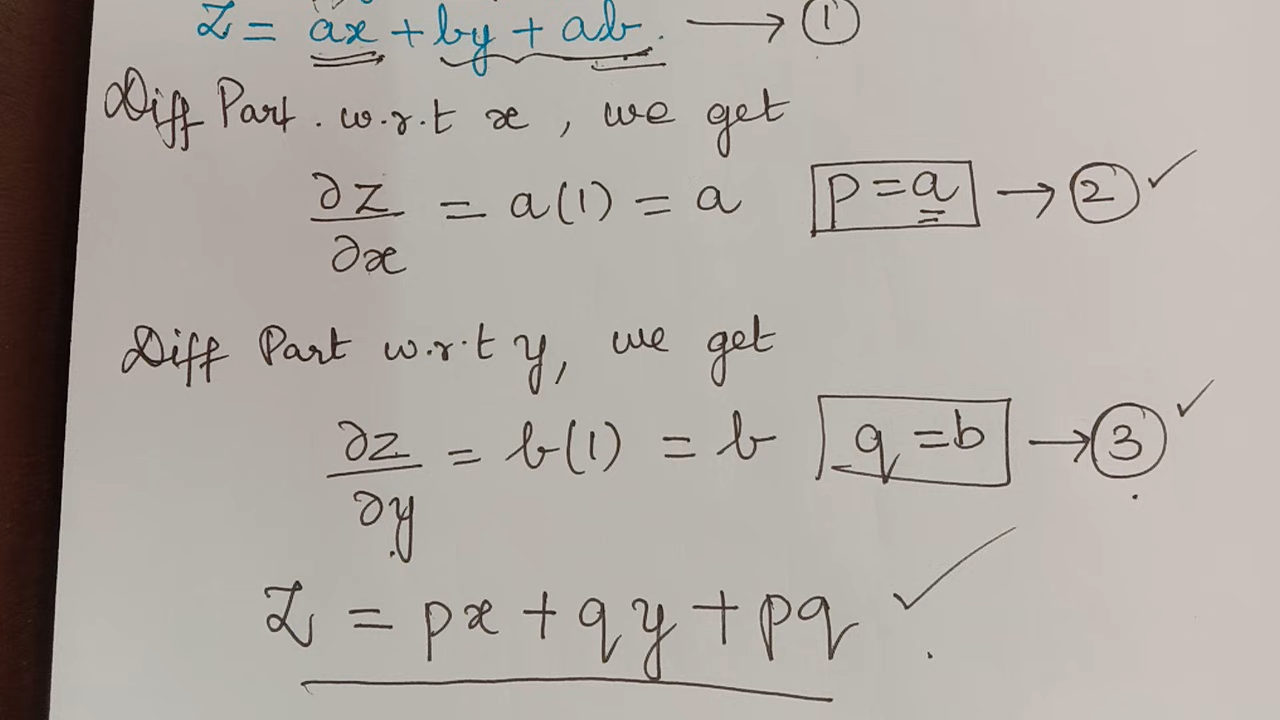 Z = ax + by + ab. → ①
Diff Part. w.r.t x, we get
∂z/∂x = a(1) = a p = a → ② ✓
Diff Part w.r.t y, we get
∂z/∂y = b(1) = b q = b → ③ ✓
Z = px + qy + pq ✓.